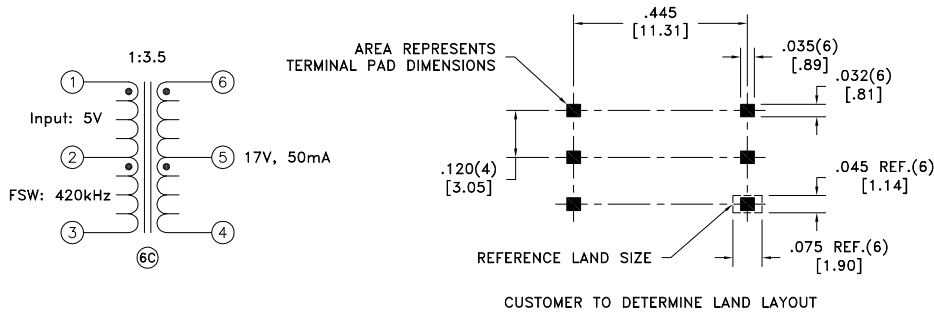 1:3.5
1
6
Input: 5V
2
5
17V, 50mA
FSW: 420kHz
3
4
6C
.445
[11.31]
AREA REPRESENTS
TERMINAL PAD DIMENSIONS
.035(6)
[.89]
.032(6)
[.81]
.120(4)
[3.05]
.045 REF.(6)
[1.14]
REFERENCE LAND SIZE
.075 REF.(6)
[1.90]
CUSTOMER TO DETERMINE LAND LAYOUT